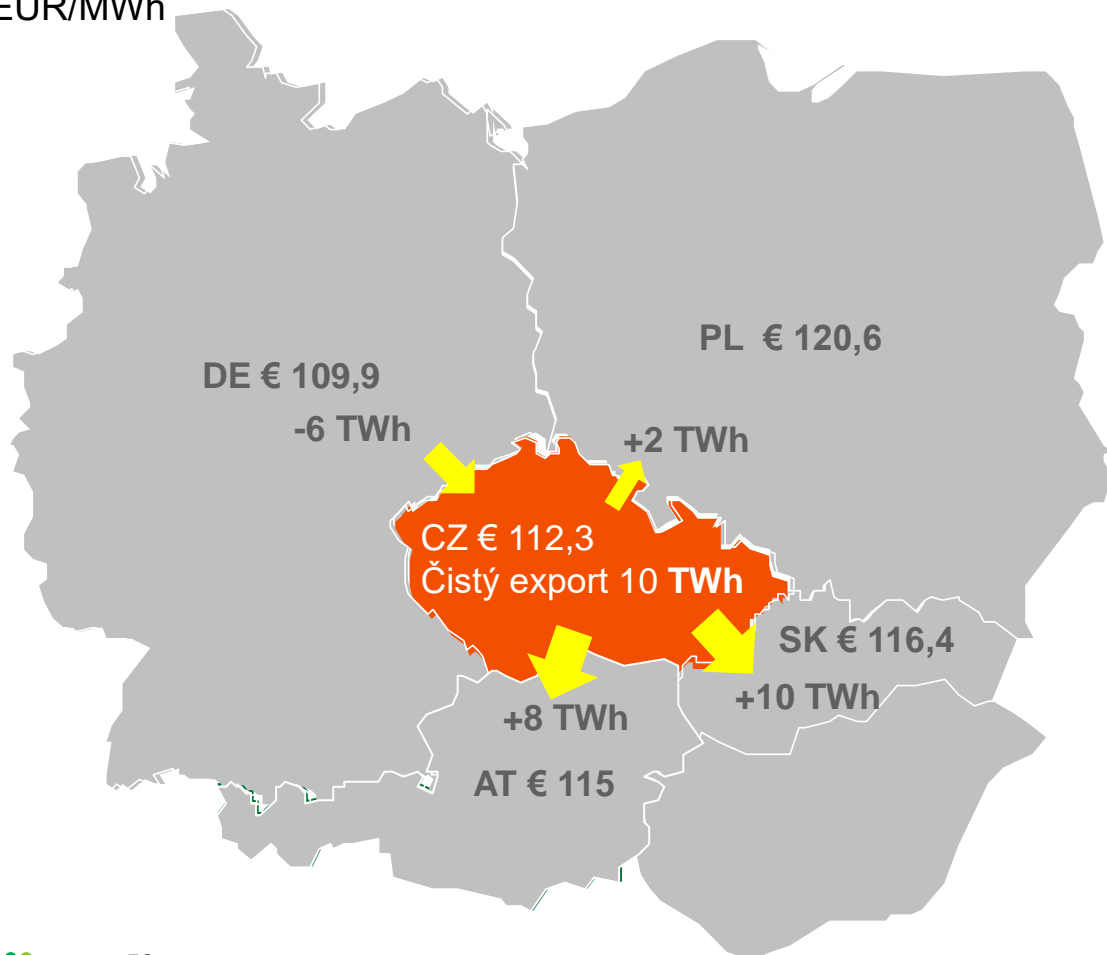 EUR/MWh
PL € 120,6
DE € 109,9
-6 TWh
+2 TWh
CZ € 112,3
Čistý export 10 TWh
SK € 116,4
+10 TWh
+8 TWh
AT € 115